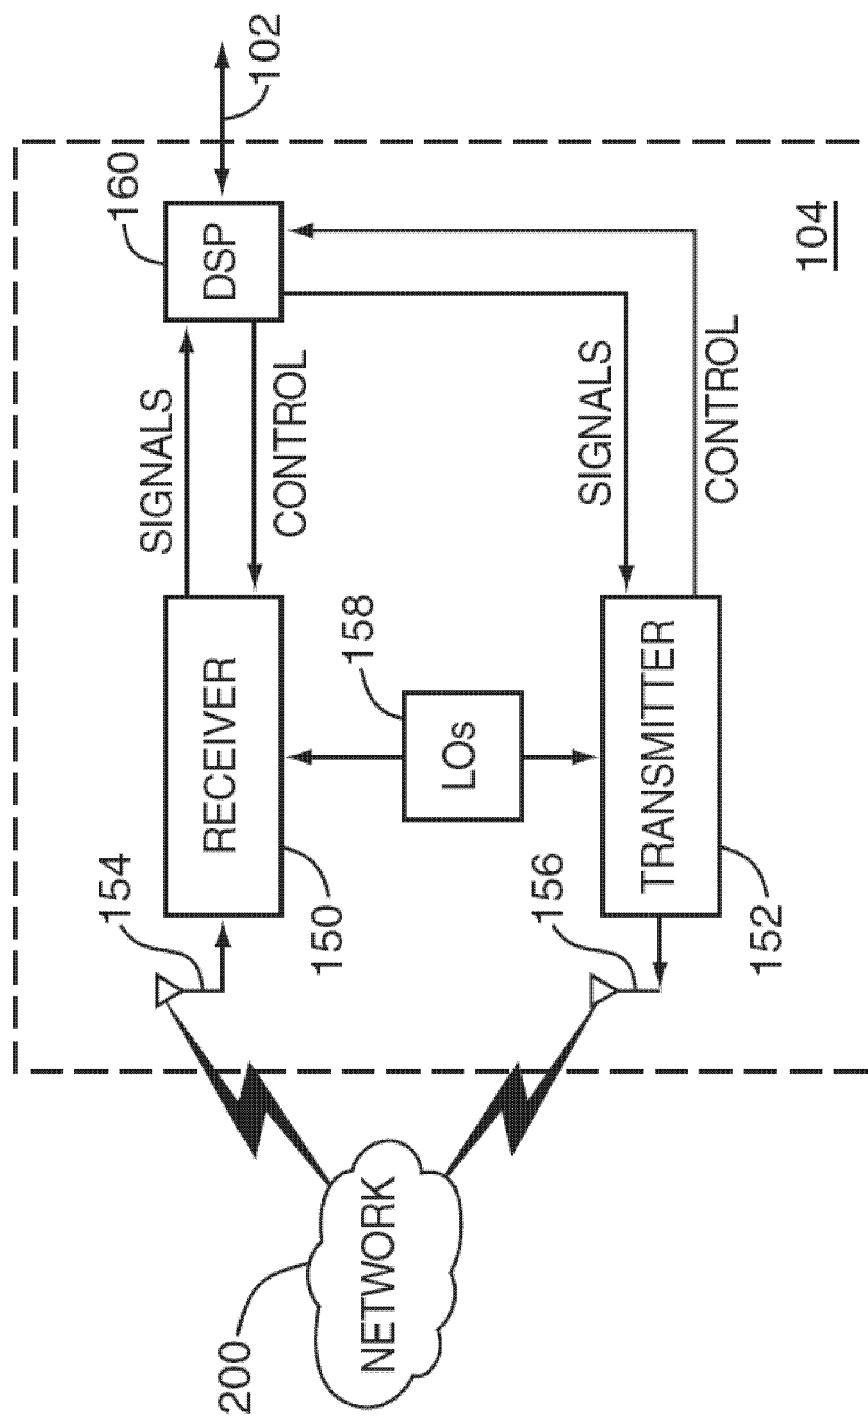 154
SIGNALS
160
102
RECEIVER
DSP
CONTROL
150
158
200
NETWORK
LOs
156
SIGNALS
TRANSMITTER
CONTROL
152
104